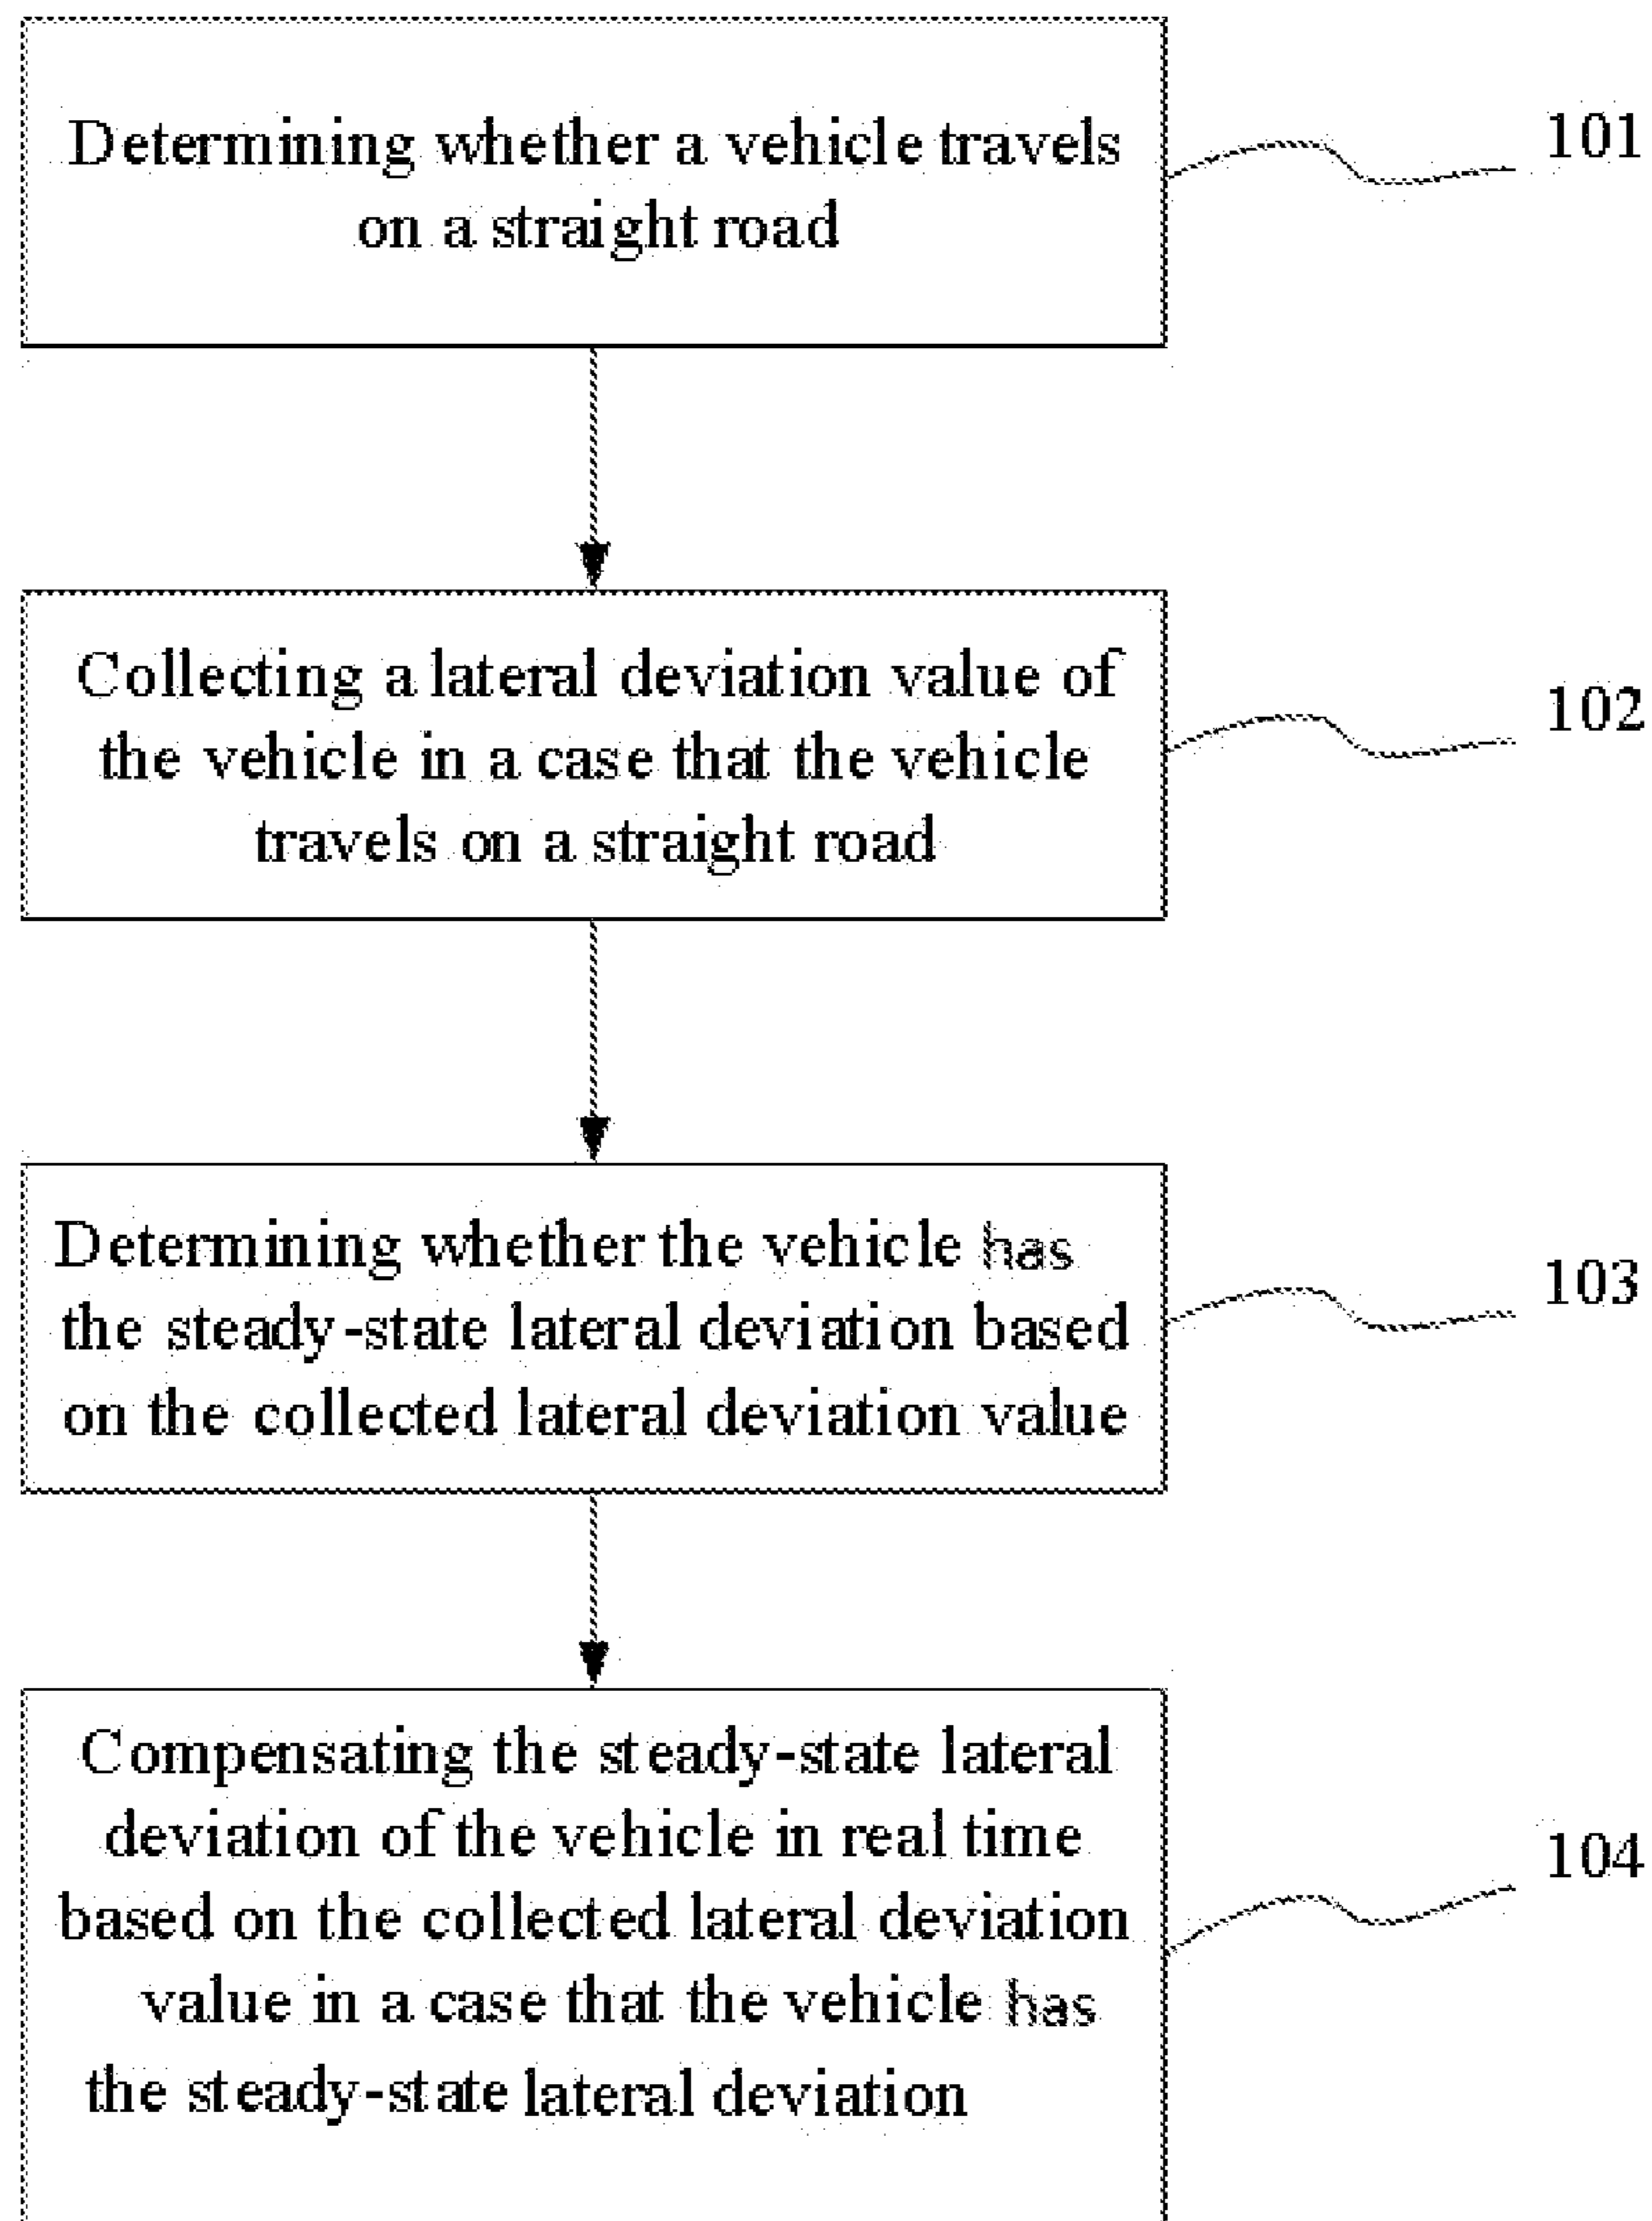 Determining whether a vehicle travels
on a straight road
101
Collecting a lateral deviation value of
the vehicle in a case that the vehicle
travels on a straight road
102
Determining whether the vehicle has
the steady-state lateral deviation based
on the collected lateral deviation value
103
Compensating the steady-state lateral
deviation of the vehicle in real time
based on the collected lateral deviation
value in a case that the vehicle has
the steady-state lateral deviation
104